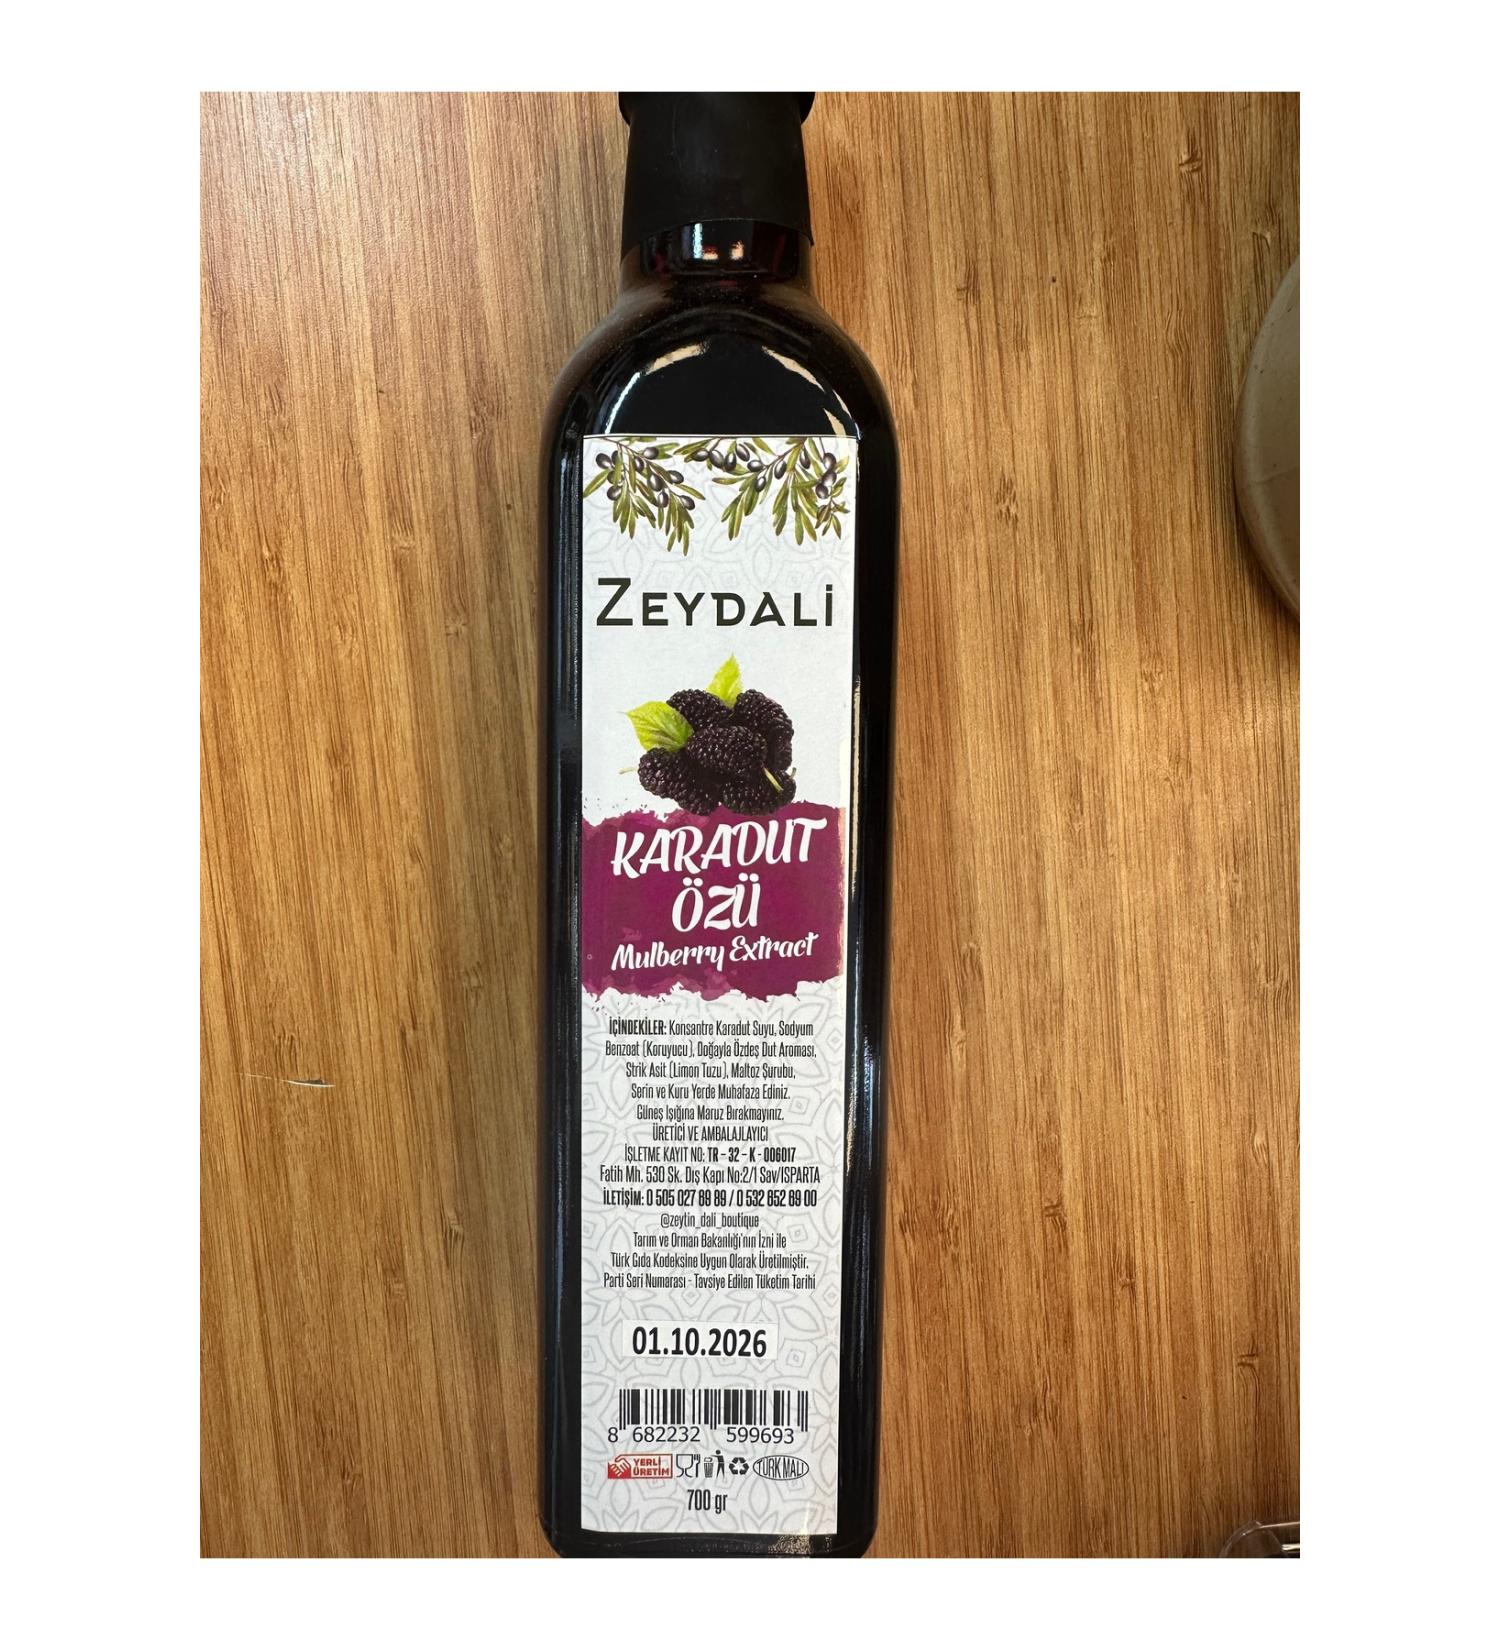 ZEYDALİ
KARADUT
ÖZÜ
Mulberry Extract
İÇİNDEKİLER: Konsantre Karadut Suyu, Sodyum
Benzoat (Koruyucu), Doğayla Özdeş Dut Aroması,
Strik Asit (Limon Tuzu), Maltoz Şurubu,
Serin ve Kuru Yerde Muhafaza Ediniz.
Güneş Işığına Maruz Bırakmayınız.
ÜRETİCİ VE AMBALAJLAYICI
İŞLETME KAYIT NO: TR - 32 - K - 006017
Fatih Mh. 530 Sk. Dış Kapı No:2/1 Sav/ISPARTA
İLETİŞİM: 0 505 027 69 89 / 0 532 652 69 00
@zeytin_dali_boutique
Tarım ve Orman Bakanlığı'nın İzni ile
Türk Gıda Kodeksine Uygun Olarak Üretilmiştir.
Parti Seri Numarası - Tavsiye Edilen Tüketim Tarihi
01.10.2026
8 682232 599693
YERLİ
ÜRETİM
TÜRK MALI
700 gr